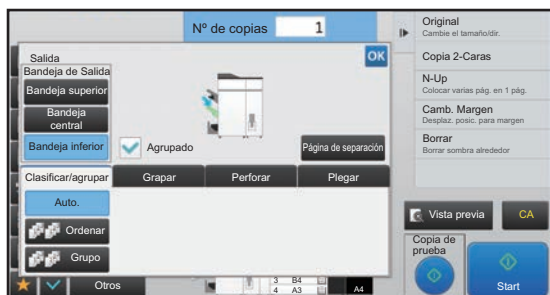 Nº de copias 1
Salida
OK
Bandeja de Salida
Bandeja superior
Bandeja
central
Bandeja inferior
Agrupado
Página de separación
Clasificar/agrupar
Grapar
Perforar
Plegar
Auto.
Ordenar
Grupo
Otros
3 B4
4 A3
A4
Original
Cambie el tamaño/dir.
Copia 2-Caras
N-Up
Colocar varias pág. en 1 pág.
Camb. Margen
Desplaz. posic. para margen
Borrar
Borrar sombra alrededor
Vista previa
CA
Copia de
prueba
Start